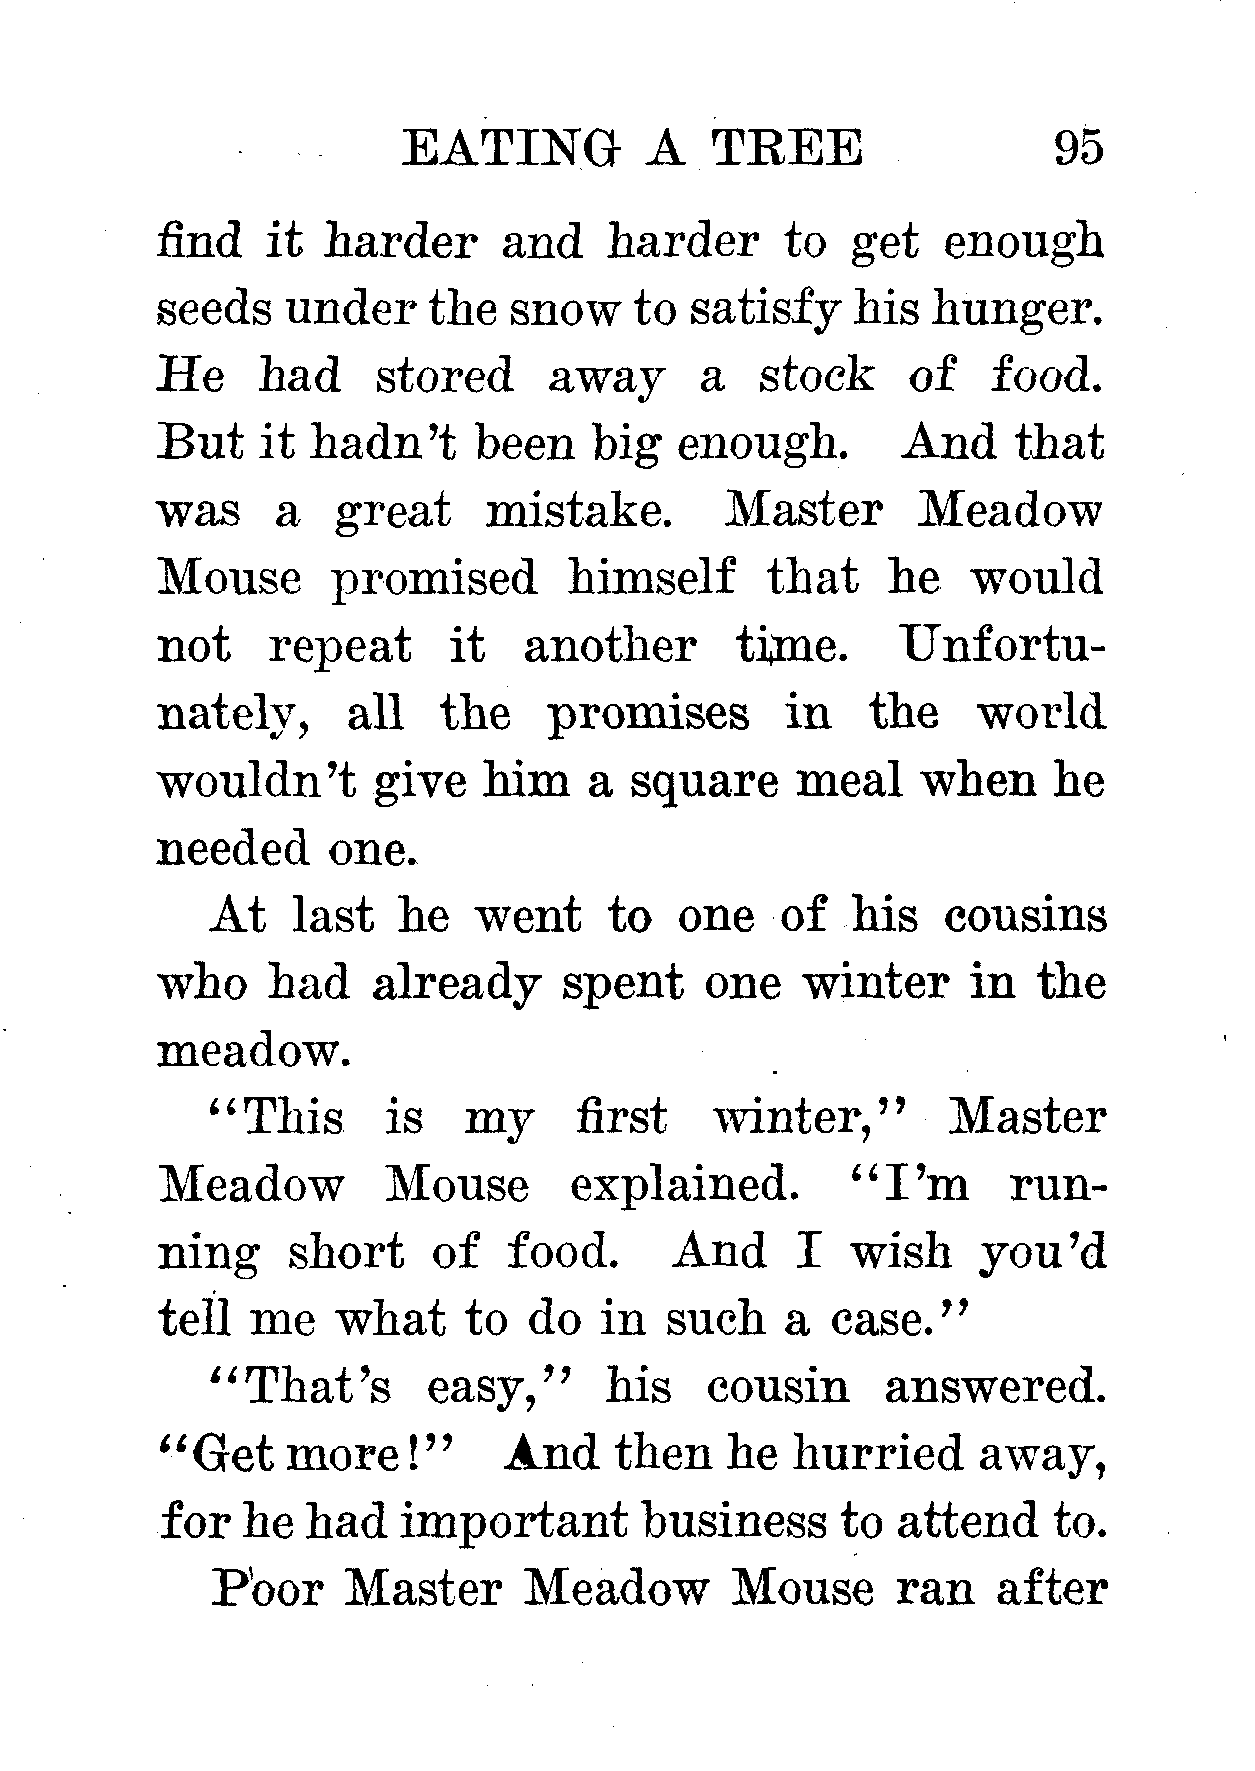 EATING A TREE 95
find it harder and harder to get enough
seeds under the snow to satisfy his hunger.
He had stored away a stock of food.
But it hadn't been big enough. And that
was a great mistake. Master Meadow
Mouse promised himself that he would
not repeat it another time. Unfortu-
nately, all the promises in the world
wouldn't give him a square meal when he
needed one.
At last he went to one of his cousins
who had already spent one winter in the
meadow.
"This is my first winter," Master
Meadow Mouse explained. "I'm run-
ning short of food. And I wish you'd
tell me what to do in such a case."
"That's easy," his cousin answered.
"Get more!" And then he hurried away,
for he had important business to attend to.
Poor Master Meadow Mouse ran after